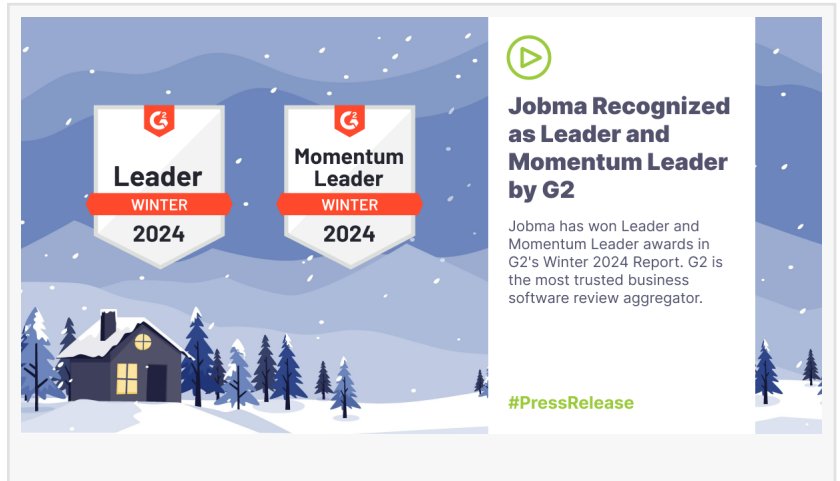 G2
Leader
WINTER
2024
G2
Momentum
Leader
WINTER
2024
Jobma Recognized
as Leader and
Momentum Leader
by G2
Jobma has won Leader and
Momentum Leader awards in
G2's Winter 2024 Report. G2 is
the most trusted business
software review aggregator.
#PressRelease